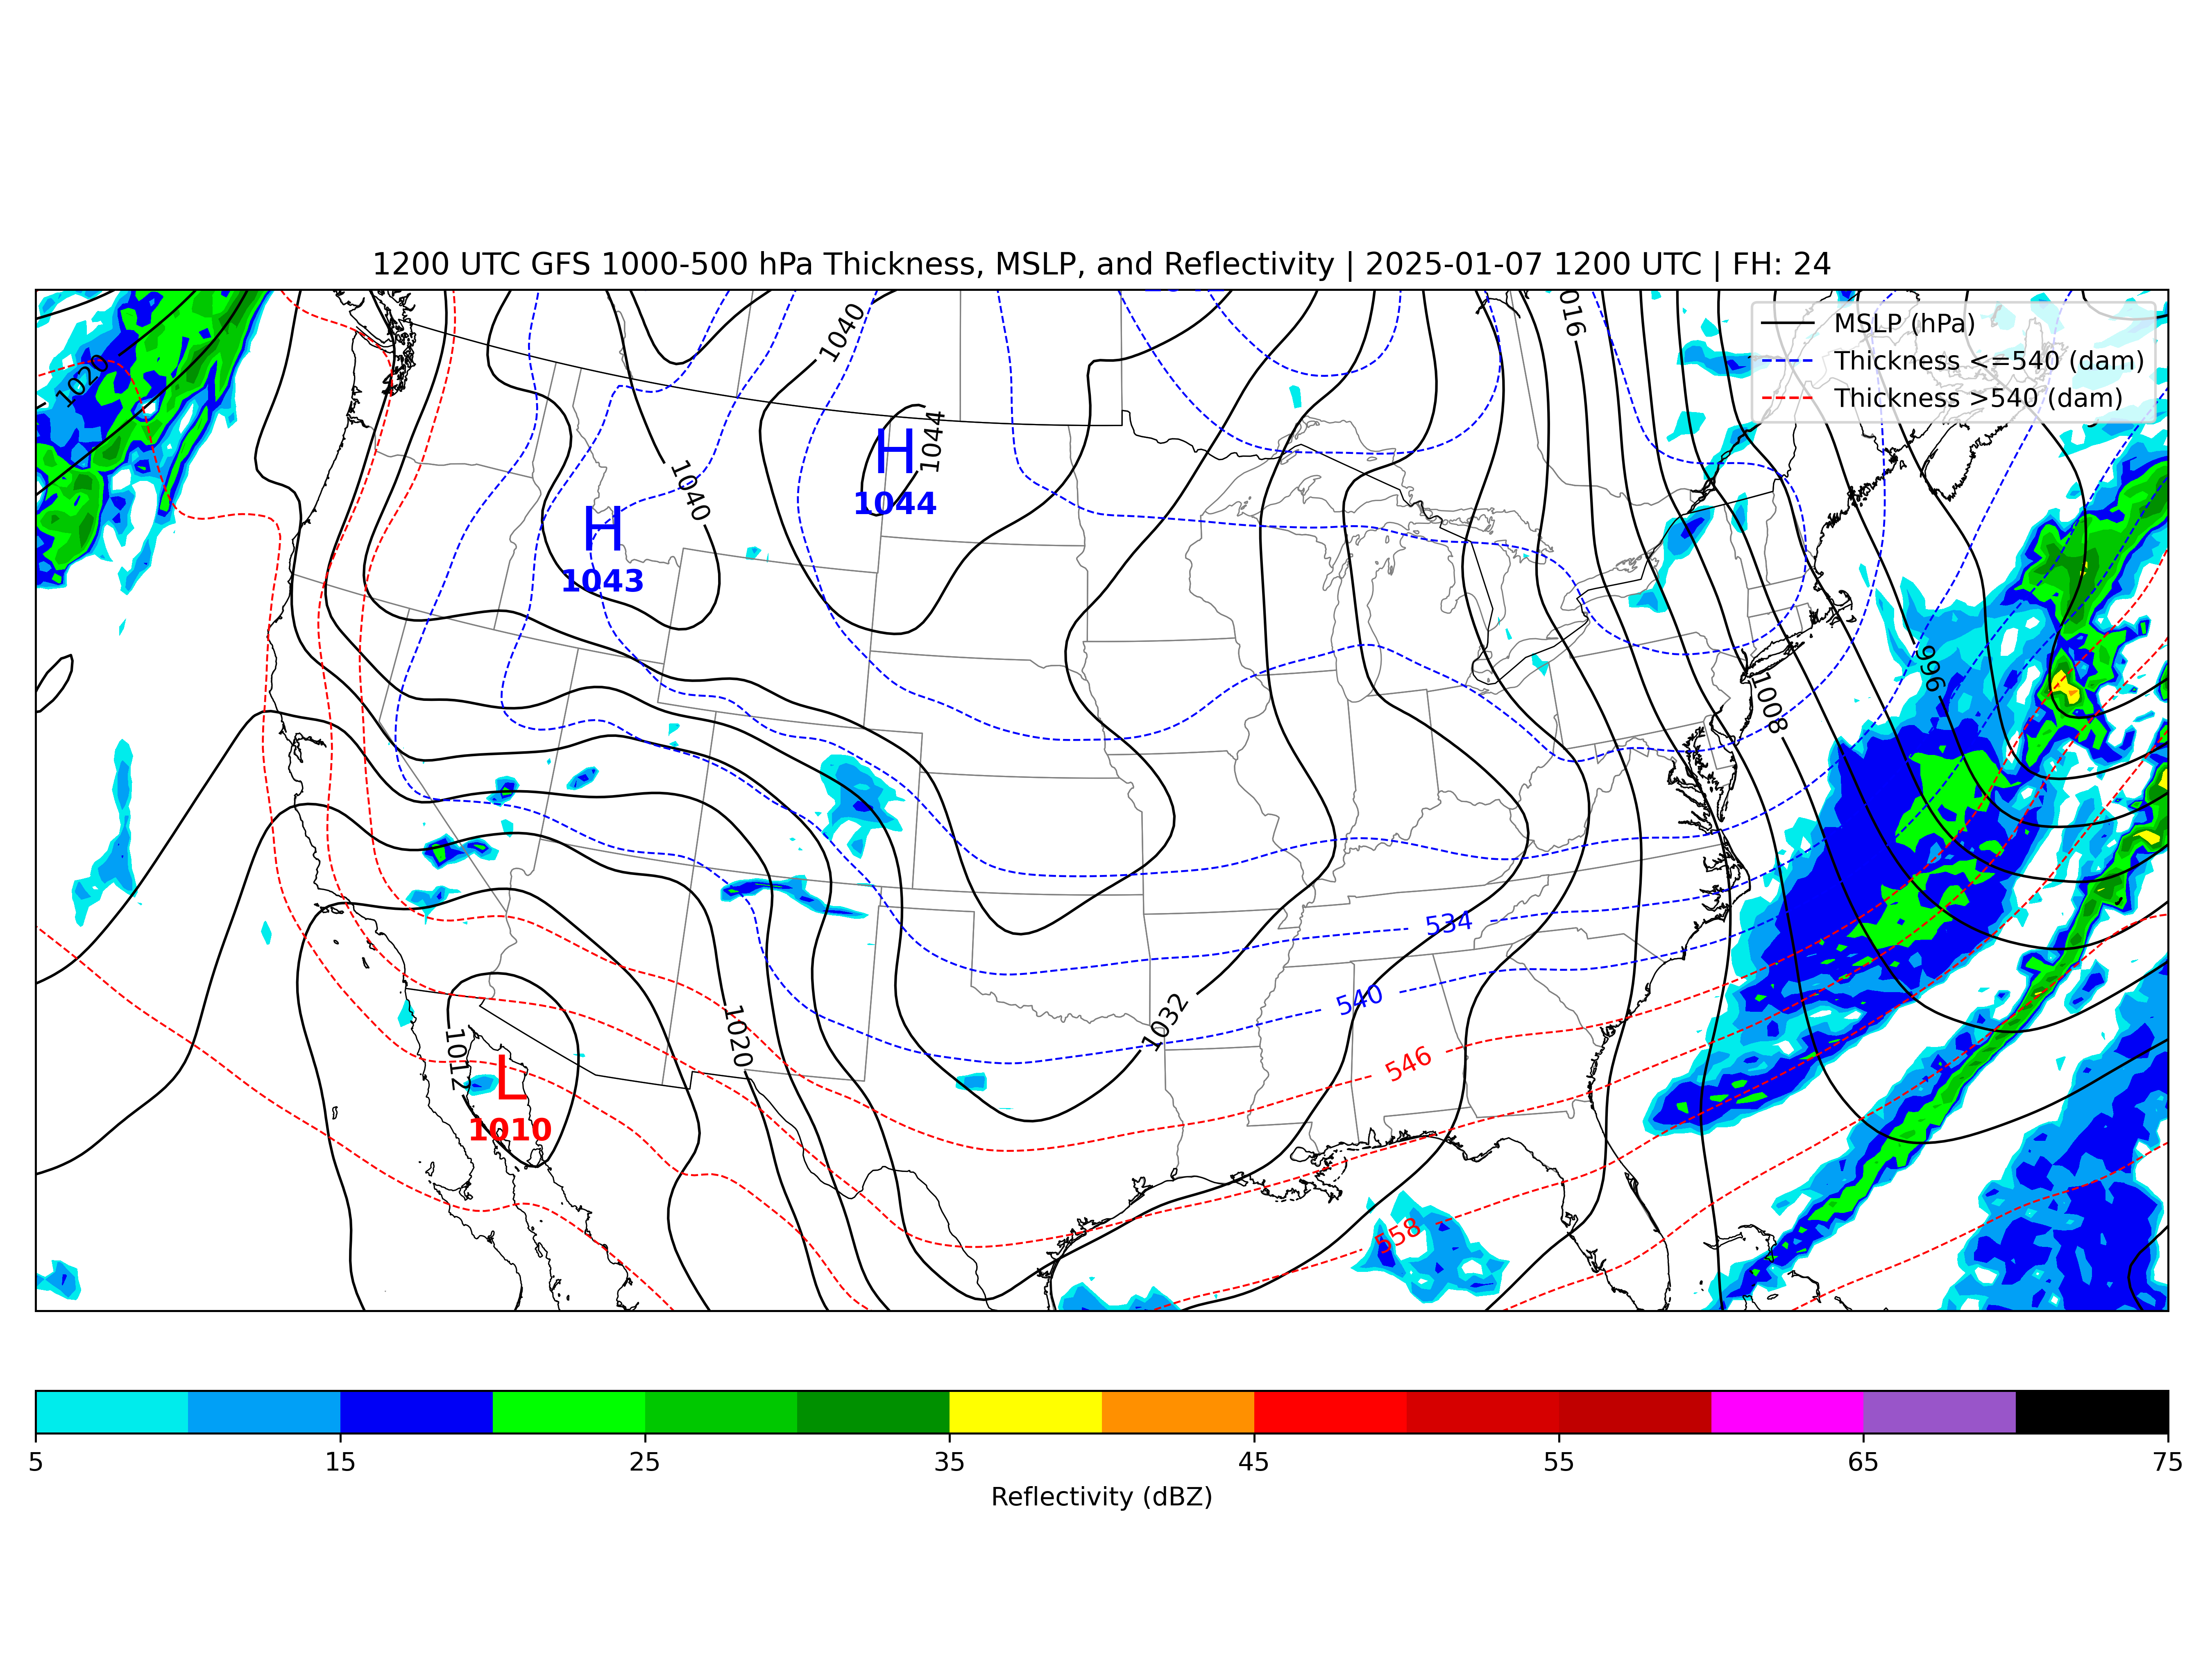 1200 UTC GFS 1000-500 hPa Thickness, MSLP, and Reflectivity | 2025-01-07 1200 UTC | FH: 24
MSLP (hPa)
Thickness <=540 (dam)
Thickness >540 (dam)
1020
1040
1016
1044
H
1044
1040
H
1043
996
1008
534
540
1032
546
1020
1012
L
1010
558
5 15 25 35 45 55 65 75
Reflectivity (dBZ)